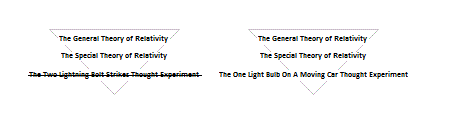 The General Theory of Relativity
The Special Theory of Relativity
The Two Lightning Bolt Strikes Thought Experiment
The General Theory of Relativity
The Special Theory of Relativity
The One Light Bulb On A Moving Car Thought Experiment